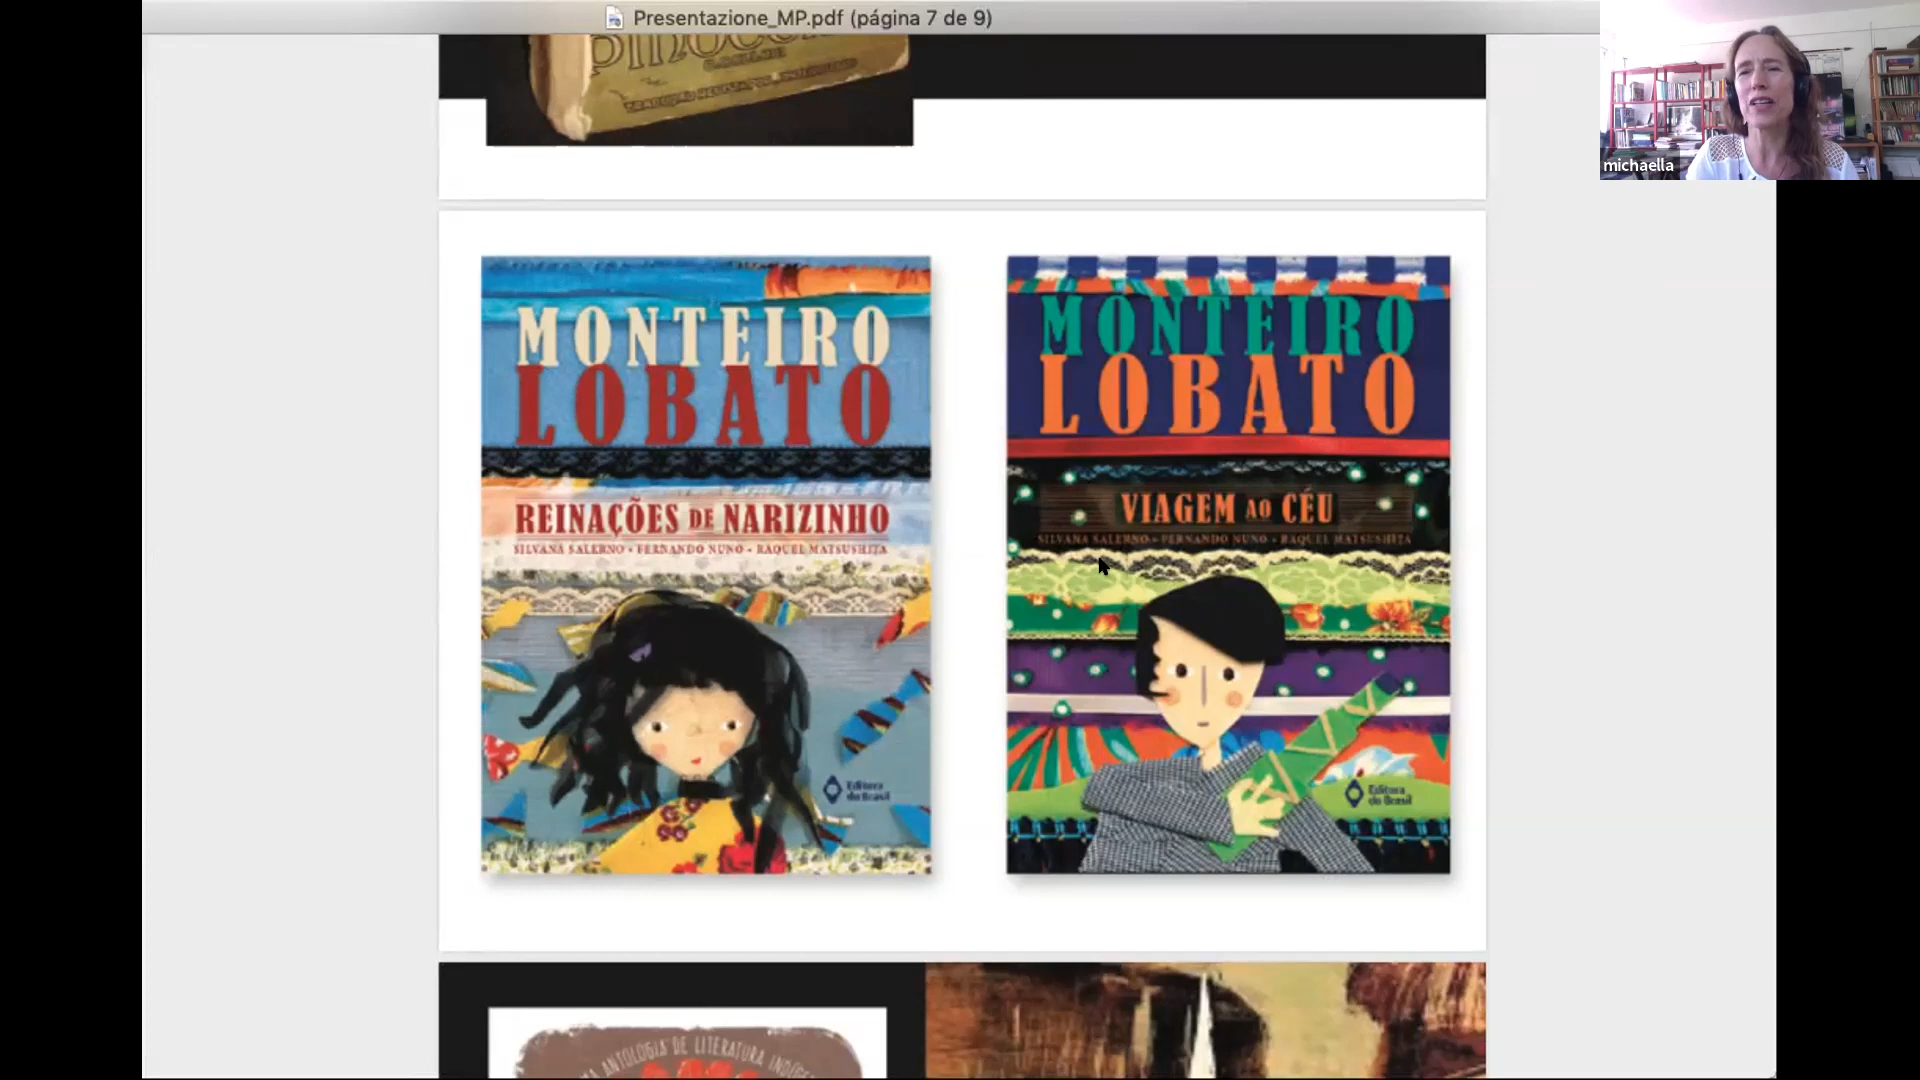 Presentazione_MP.pdf (página 7 de 9)
michaella
MONTEIRO
LOBATO
REINAÇÕES DE NARIZINHO
SILVANA SALERNO • FERNANDO NUNO • RAQUEL MATSUSHITA
Editora
do Brasil
MONTEIRO
LOBATO
VIAGEM AO CÉU
SILVANA SALERNO • FERNANDO NUNO • RAQUEL MATSUSHITA
Editora
do Brasil
ANTOLOGIA DE LITERATURA